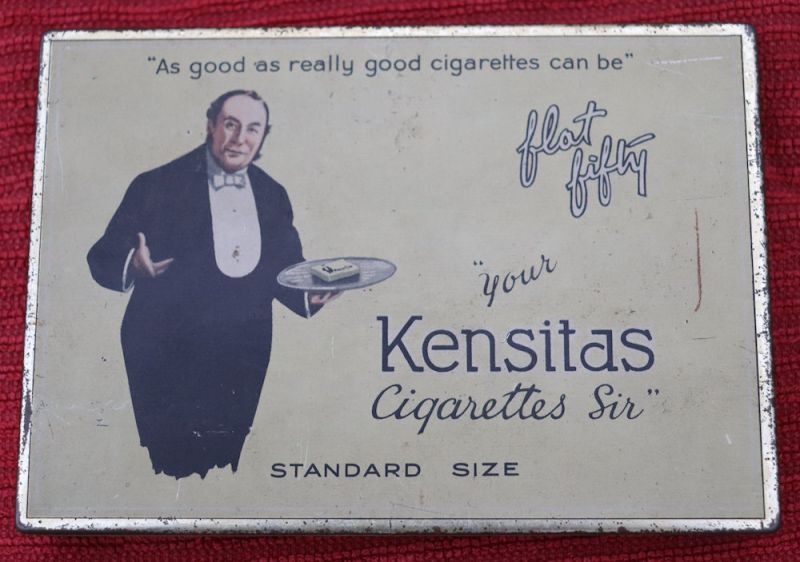 "As good as really good cigarettes can be"
flat
fifty
"your
Kensitas
Cigarettes Sir"
STANDARD SIZE